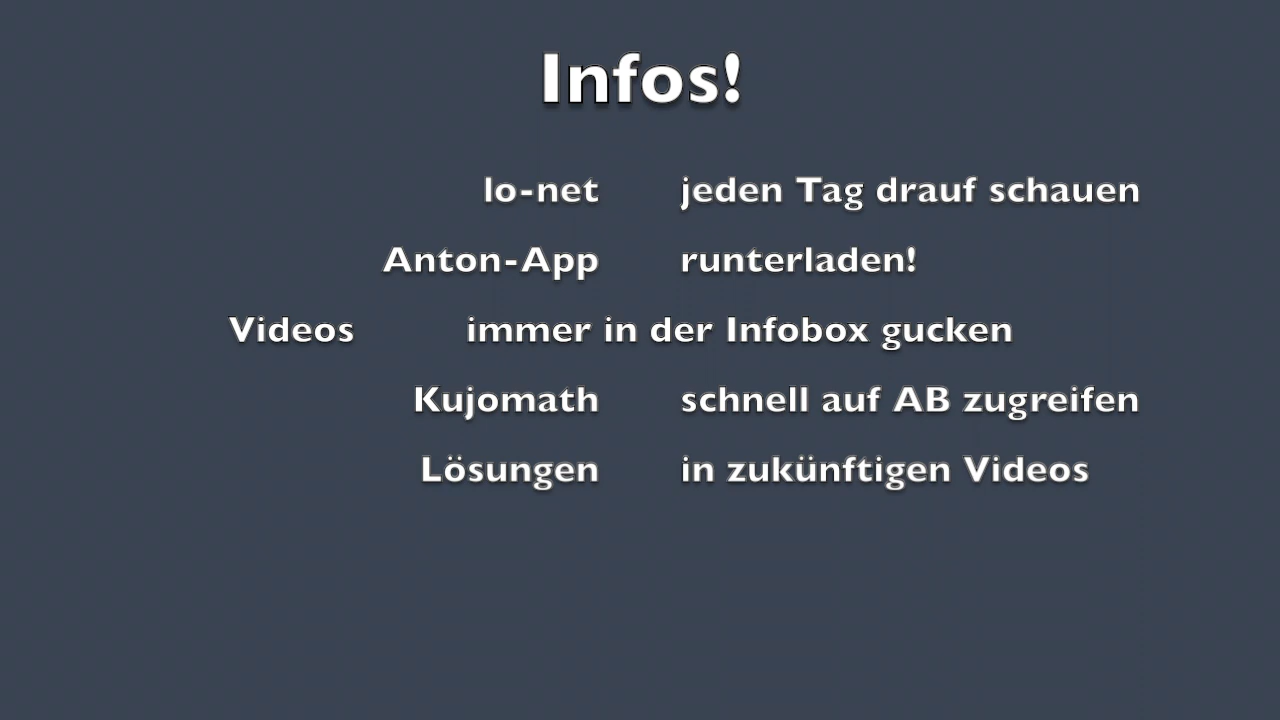 Infos!
lo-net jeden Tag drauf schauen
Anton-App runterladen!
Videos immer in der Infobox gucken
Kujomath schnell auf AB zugreifen
Lösungen in zukünftigen Videos